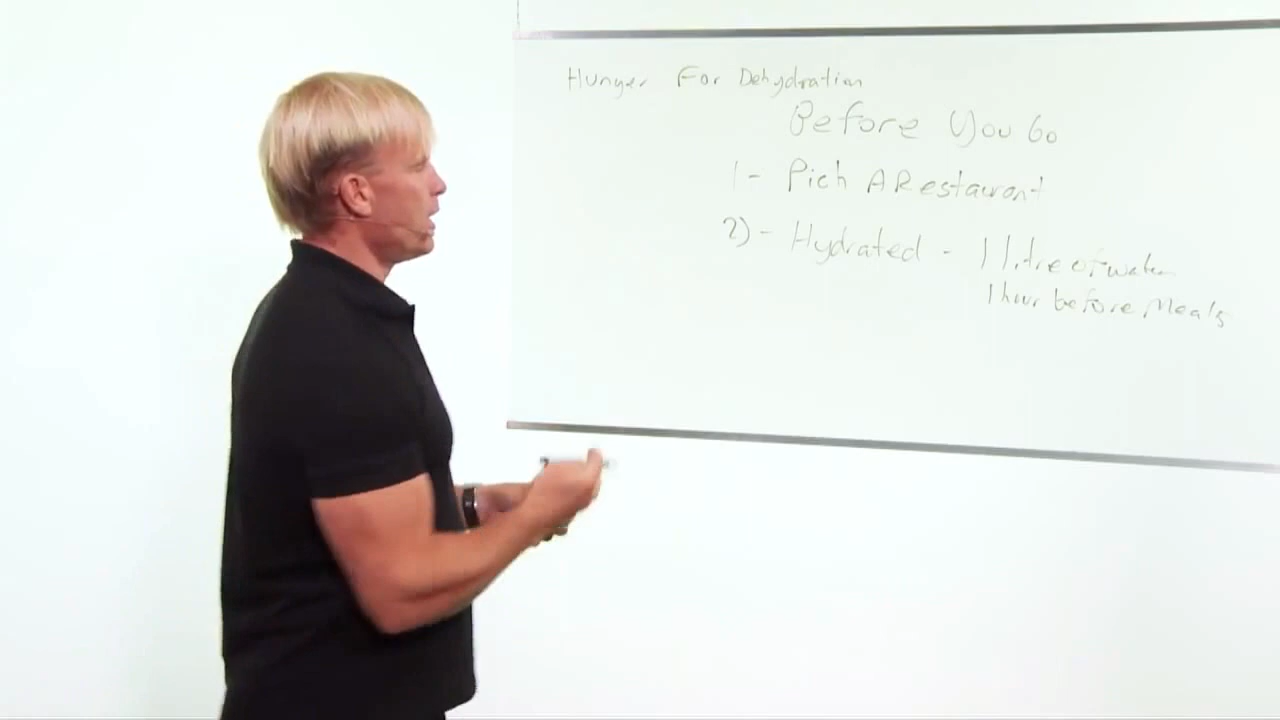 Hunger For Dehydration
Before You Go
1- Pich A Restaurant
2)- Hydrated - 1 litre of water
1 hour before Meals